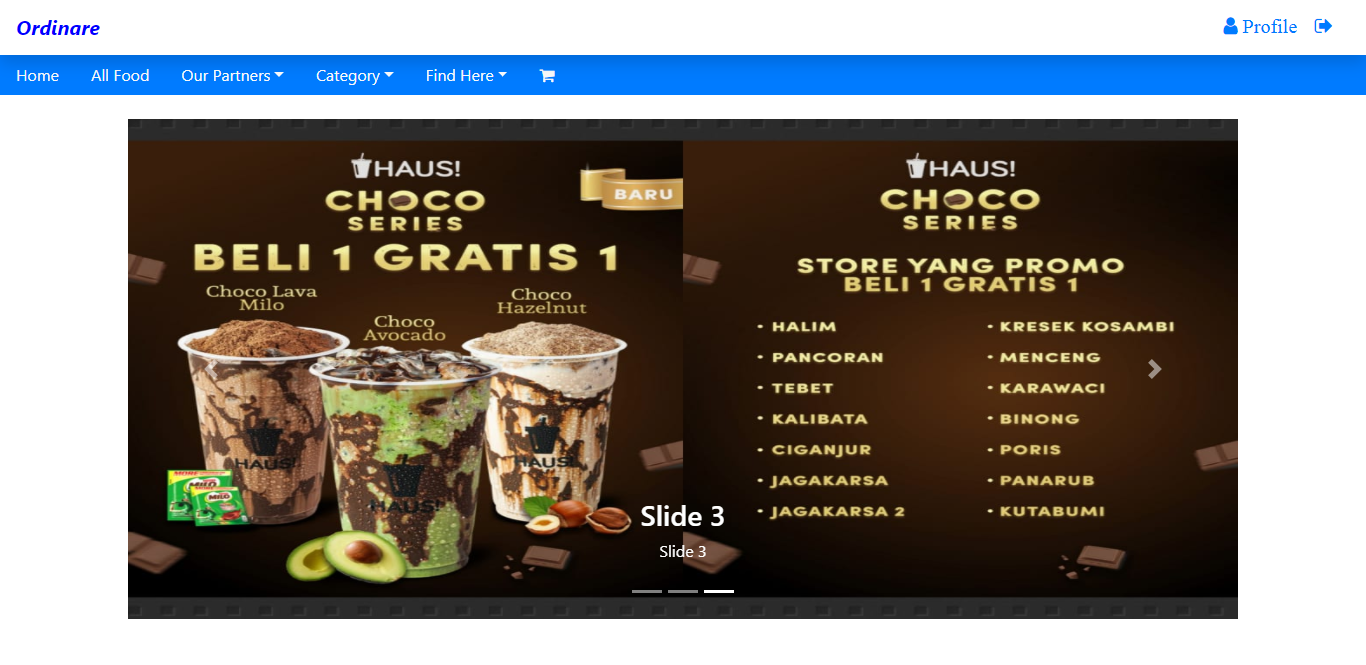 Ordinare
Profile
Home
All Food
Our Partners
Category
Find Here
HAUS!
CHOCO
SERIES
BARU
BELI 1 GRATIS 1
Choco Lava
Milo
Choco
Avocado
Choco
Hazelnut
HAUS!
HAUS!
HAUS!
MORE
MILO
MILO
HAUS!
CHOCO
SERIES
STORE YANG PROMO
BELI 1 GRATIS 1
• HALIM
• PANCORAN
• TEBET
• KALIBATA
• CIGANJUR
• JAGAKARSA
• JAGAKARSA 2
• KRESEK KOSAMBI
• MENCENG
• KARAWACI
• BINONG
• PORIS
• PANARUB
• KUTABUMI
Slide 3
Slide 3